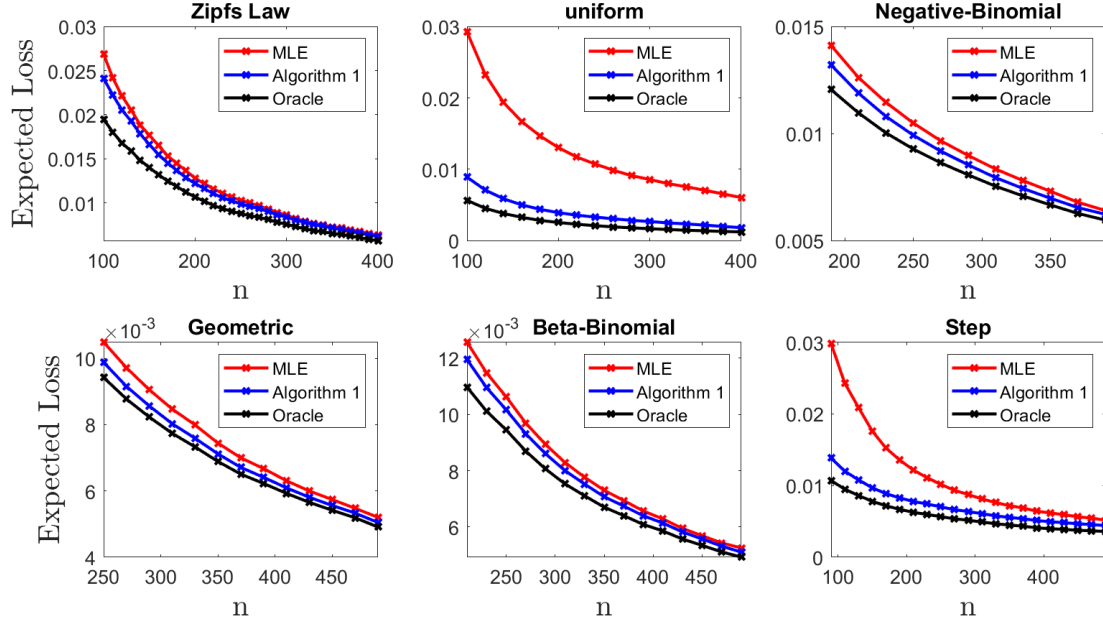 Zipfs Law
0.03
0.025
0.02
0.015
0.01
Expected Loss
100 200 300 400
n
MLE
Algorithm 1
Oracle
uniform
0.04
0.03
0.02
0.01
0
100 200 300 400
n
MLE
Algorithm 1
Oracle
Negative-Binomial
0.015
0.01
0.005
200 250 300 350
n
MLE
Algorithm 1
Oracle
Geometric
×10⁻³
10
8
6
4
Expected Loss
250 300 350 400 450
n
MLE
Algorithm 1
Oracle
Beta-Binomial
×10⁻³
12
10
8
6
250 300 350 400 450
n
MLE
Algorithm 1
Oracle
Step
0.03
0.02
0.01
0
100 200 300 400
n
MLE
Algorithm 1
Oracle